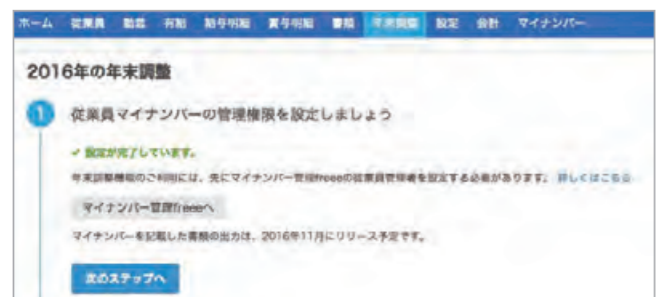 ホーム 従業員 勤怠 有給 給与明細 賞与明細 書類 年末調整 設定 会計 マイナンバー
2016年の年末調整
1 従業員マイナンバーの管理権限を設定しましょう
✓ 設定が完了しています。
年末調整機能のご利用には、先にマイナンバー管理freeeの従業員管理者を設定する必要があります。 詳しくはこちら
マイナンバー管理freeeへ
マイナンバーを記載した書類の出力は、2016年11月にリリース予定です。
次のステップへ